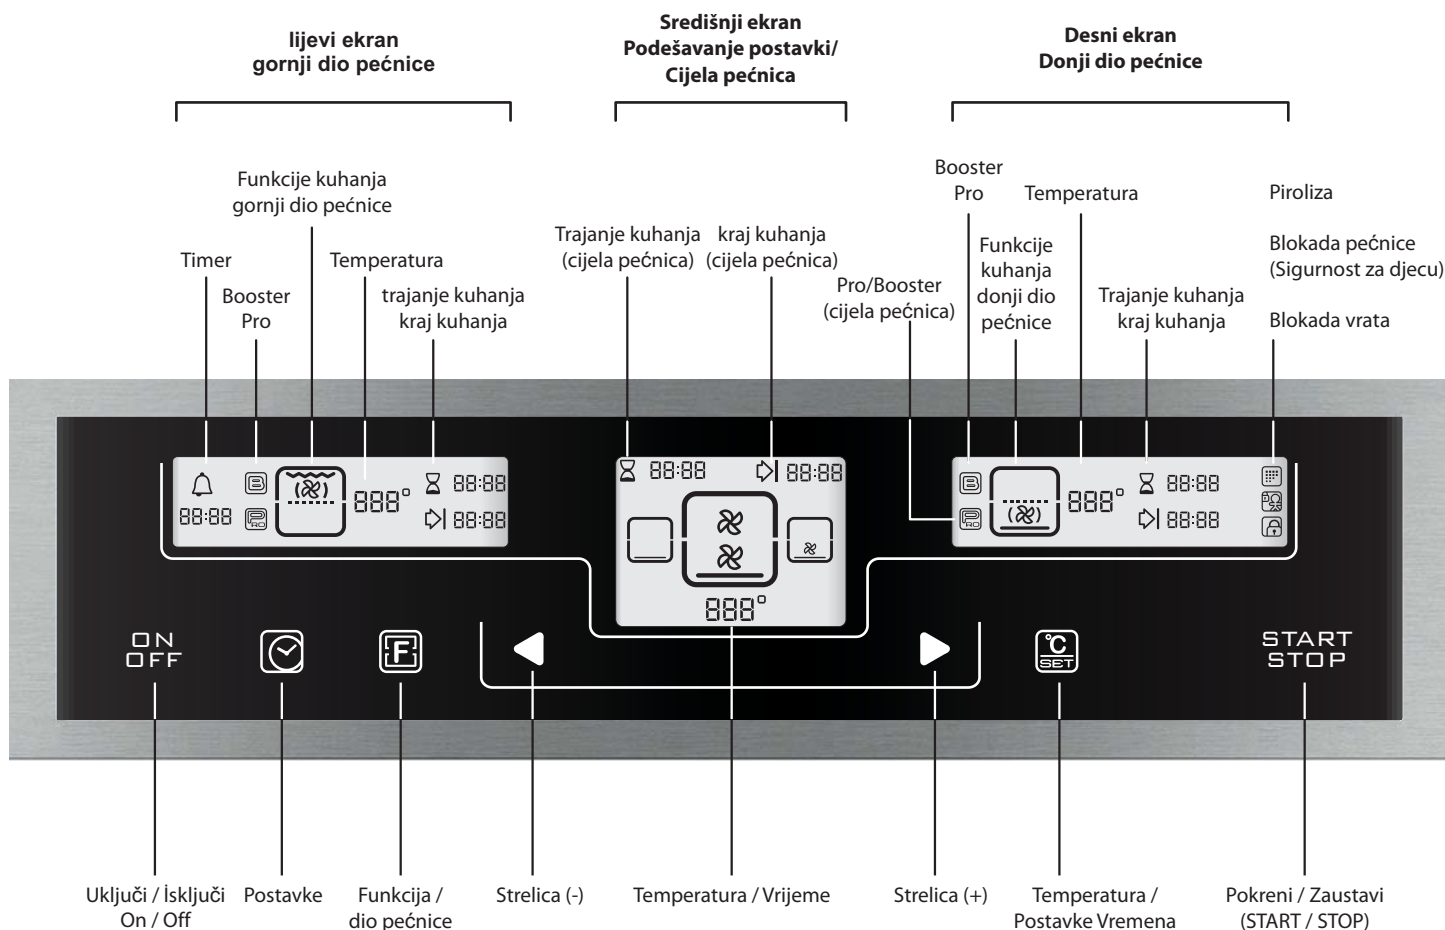 lijevi ekran
gornji dio pećnice
Središnji ekran
Podešavanje postavki/
Cijela pećnica
Desni ekran
Donji dio pećnice
Funkcije kuhanja
gornji dio pećnice
Timer
Booster
Pro
Temperatura
trajanje kuhanja
kraj kuhanja
Trajanje kuhanja
(cijela pećnica)
kraj kuhanja
(cijela pećnica)
Pro/Booster
(cijela pećnica)
Booster
Pro
Funkcije
kuhanja
donji dio
pećnice
Temperatura
Trajanje kuhanja
kraj kuhanja
Piroliza
Blokada pećnice
(Sigurnost za djecu)
Blokada vrata
88:88
B
PRO
888°
88:88
88:88
88:88
88:88
888°
B
PRO
888°
88:88
88:88
ON
OFF
F
°C
SET
START
STOP
Uključi / İsključi
On / Off
Postavke
Funkcija /
dio pećnice
Strelica (-)
Temperatura / Vrijeme
Strelica (+)
Temperatura /
Postavke Vremena
Pokreni / Zaustavi
(START / STOP)